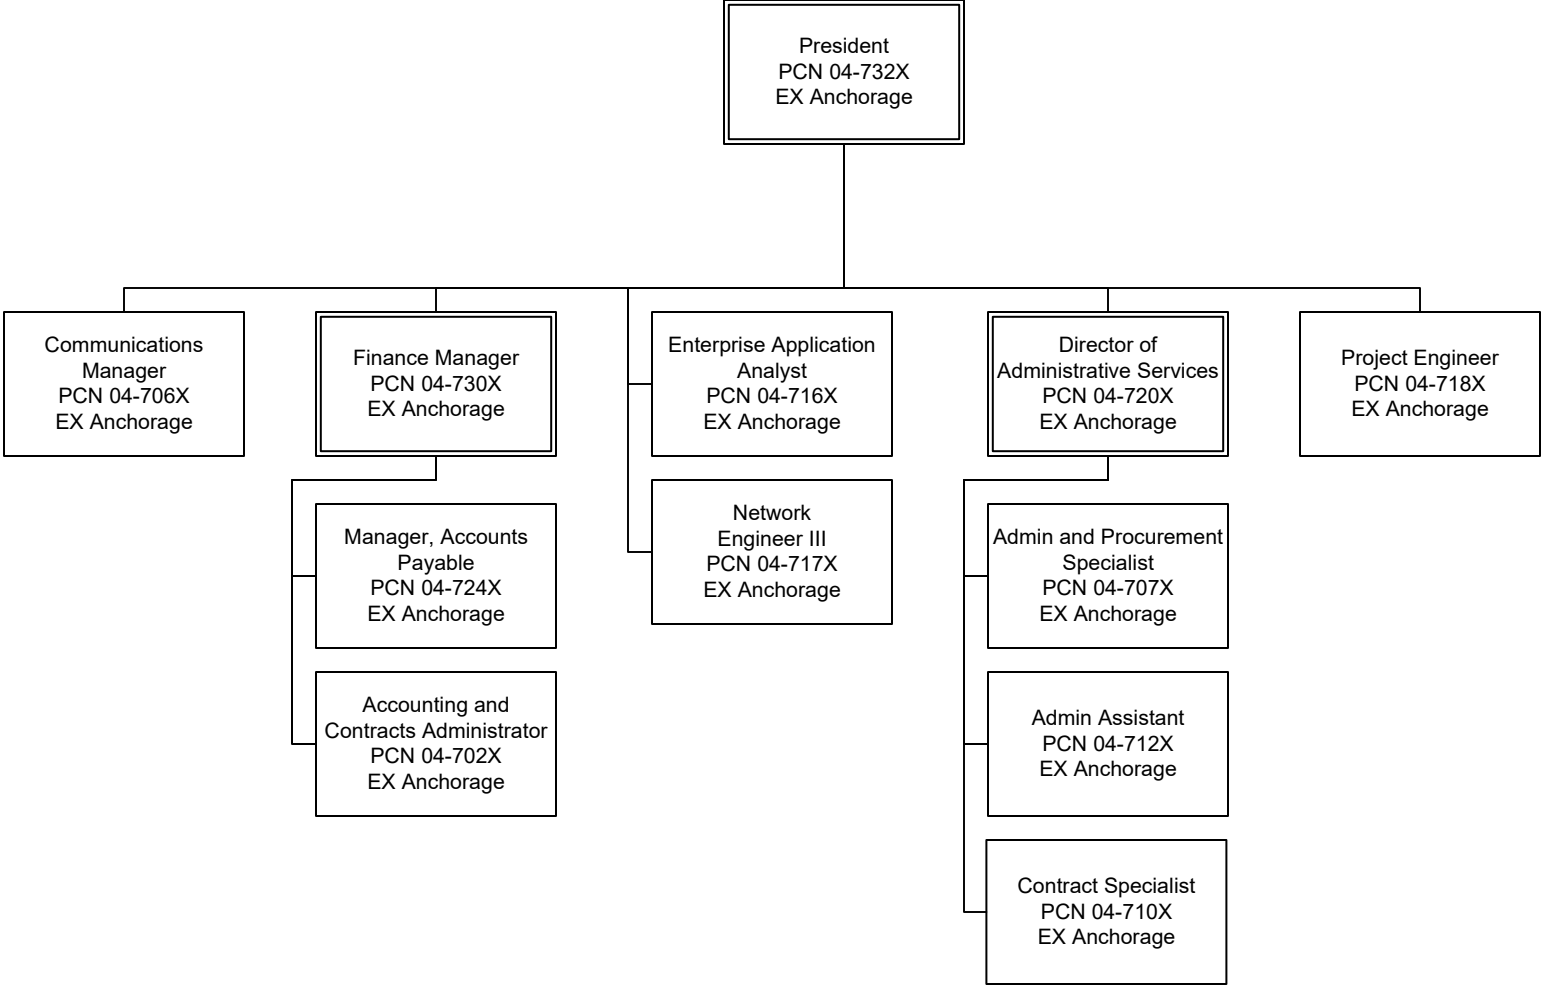 President
PCN 04-732X
EX Anchorage
Communications
Manager
PCN 04-706X
EX Anchorage
Finance Manager
PCN 04-730X
EX Anchorage
Enterprise Application
Analyst
PCN 04-716X
EX Anchorage
Director of
Administrative Services
PCN 04-720X
EX Anchorage
Project Engineer
PCN 04-718X
EX Anchorage
Manager, Accounts
Payable
PCN 04-724X
EX Anchorage
Network
Engineer III
PCN 04-717X
EX Anchorage
Admin and Procurement
Specialist
PCN 04-707X
EX Anchorage
Accounting and
Contracts Administrator
PCN 04-702X
EX Anchorage
Admin Assistant
PCN 04-712X
EX Anchorage
Contract Specialist
PCN 04-710X
EX Anchorage